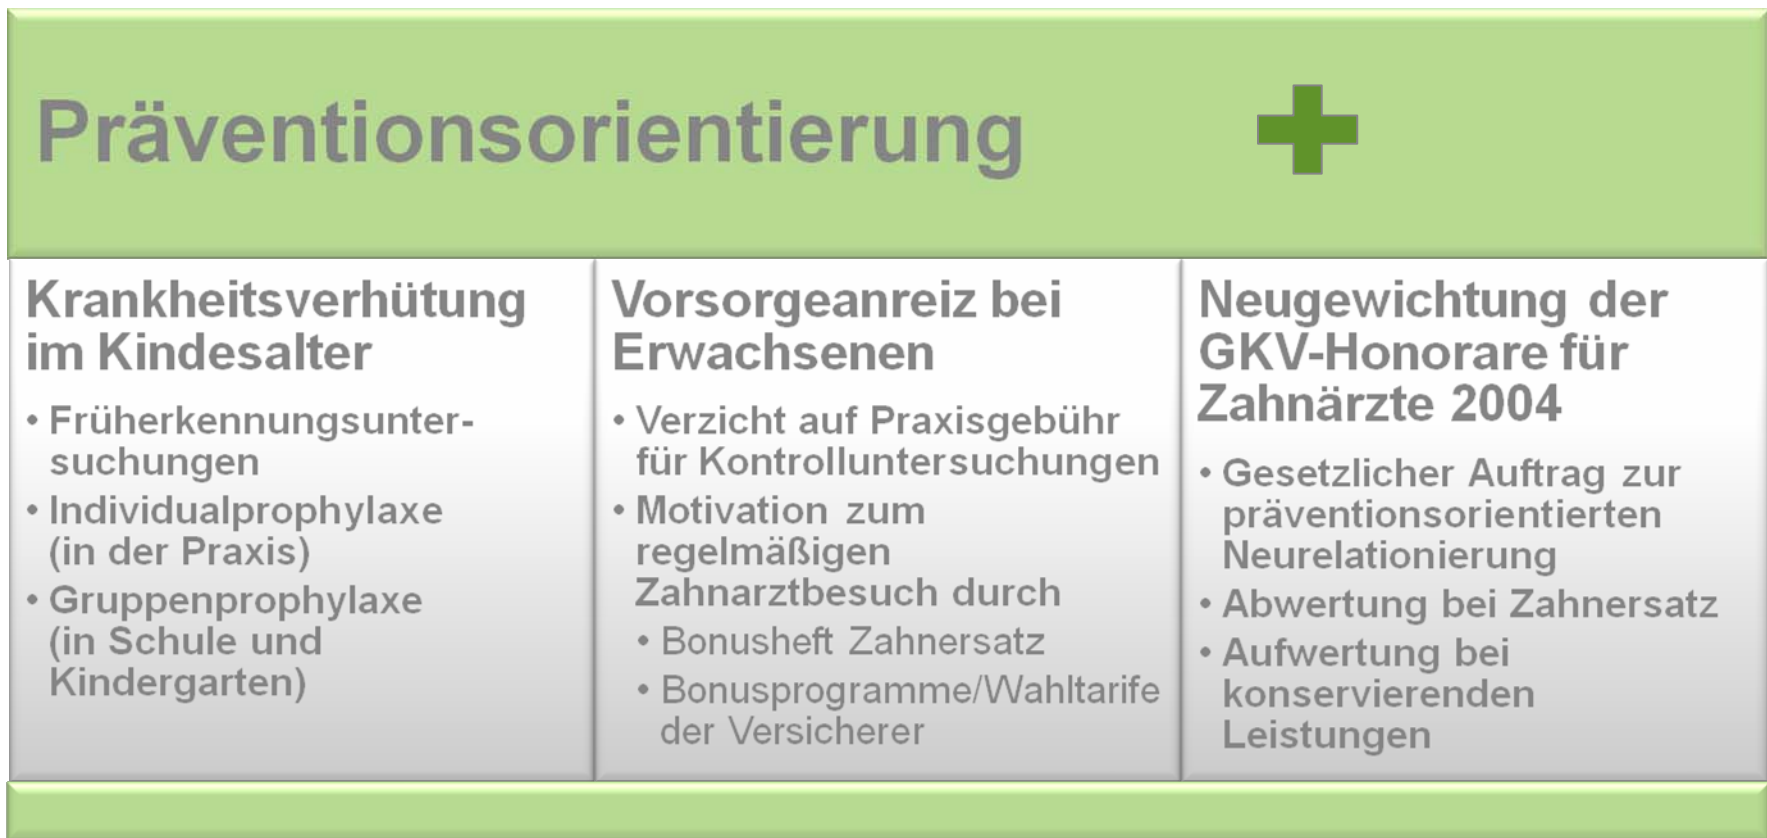 Präventionsorientierung
Krankheitsverhütung
im Kindesalter
• Früherkennungsunter-
suchungen
• Individualprophylaxe
(in der Praxis)
• Gruppenprophylaxe
(in Schule und
Kindergarten)
Vorsorgeanreiz bei
Erwachsenen
• Verzicht auf Praxisgebühr
für Kontrolluntersuchungen
• Motivation zum
regelmäßigen
Zahnarztbesuch durch
• Bonusheft Zahnersatz
• Bonusprogramme/Wahltarife
der Versicherer
Neugewichtung der
GKV-Honorare für
Zahnärzte 2004
• Gesetzlicher Auftrag zur
präventionsorientierten
Neurelationierung
• Abwertung bei Zahnersatz
• Aufwertung bei
konservierenden
Leistungen